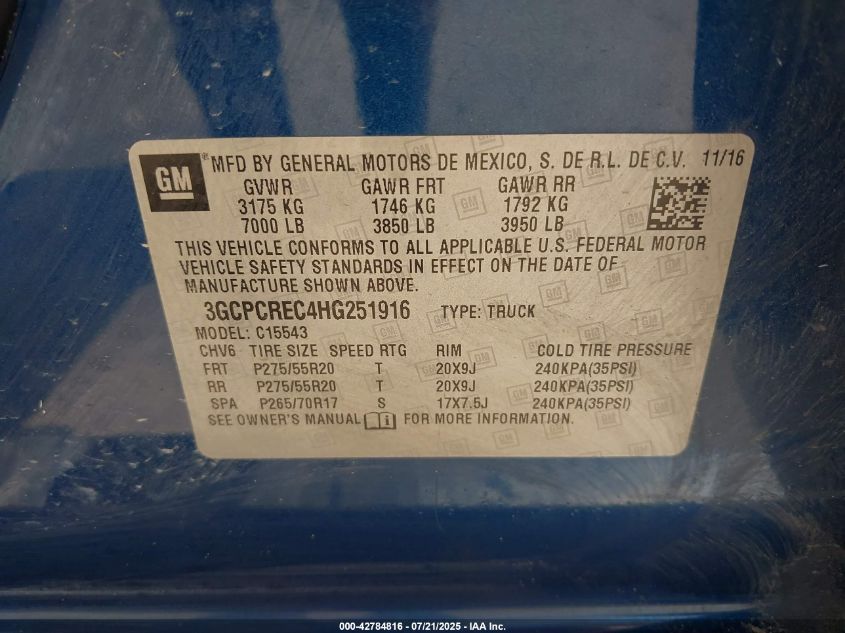 GM ® MFD BY GENERAL MOTORS DE MEXICO, S. DE R.L. DE C.V. 11/16
GVWR GAWR FRT GAWR RR
3175 KG 1746 KG 1792 KG
7000 LB 3850 LB 3950 LB
THIS VEHICLE CONFORMS TO ALL APPLICABLE U.S. FEDERAL MOTOR
VEHICLE SAFETY STANDARDS IN EFFECT ON THE DATE OF
MANUFACTURE SHOWN ABOVE.
3GCPCREC4HG251916 TYPE: TRUCK
MODEL: C15543
CHV6 TIRE SIZE SPEED RTG RIM COLD TIRE PRESSURE
FRT P275/55R20 T 20X9J 240KPA(35PSI)
RR P275/55R20 T 20X9J 240KPA(35PSI)
SPA P265/70R17 S 17X7.5J 240KPA(35PSI)
SEE OWNER'S MANUAL FOR MORE INFORMATION.
000-42784816 - 07/21/2025 - IAA Inc.